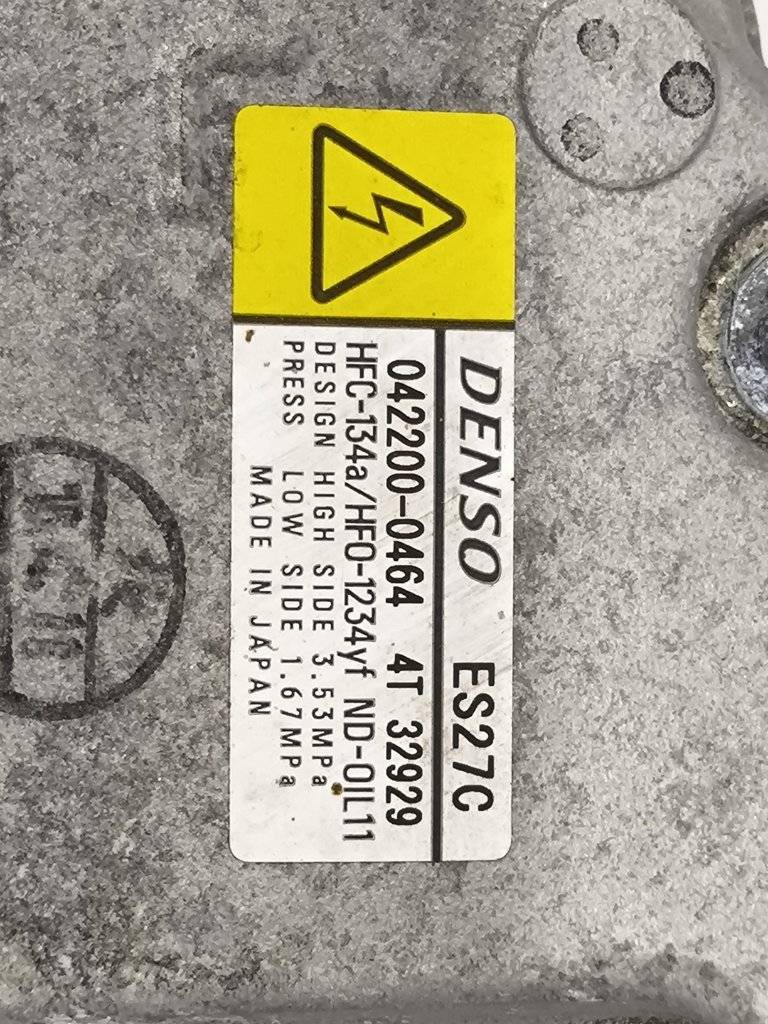 DENSO ES27C
042200-0464 4T 32929
HFC-134a/HFO-1234yf ND-OIL11
DESIGN HIGH SIDE 3.53MPa
PRESS LOW SIDE 1.67MPa
MADE IN JAPAN